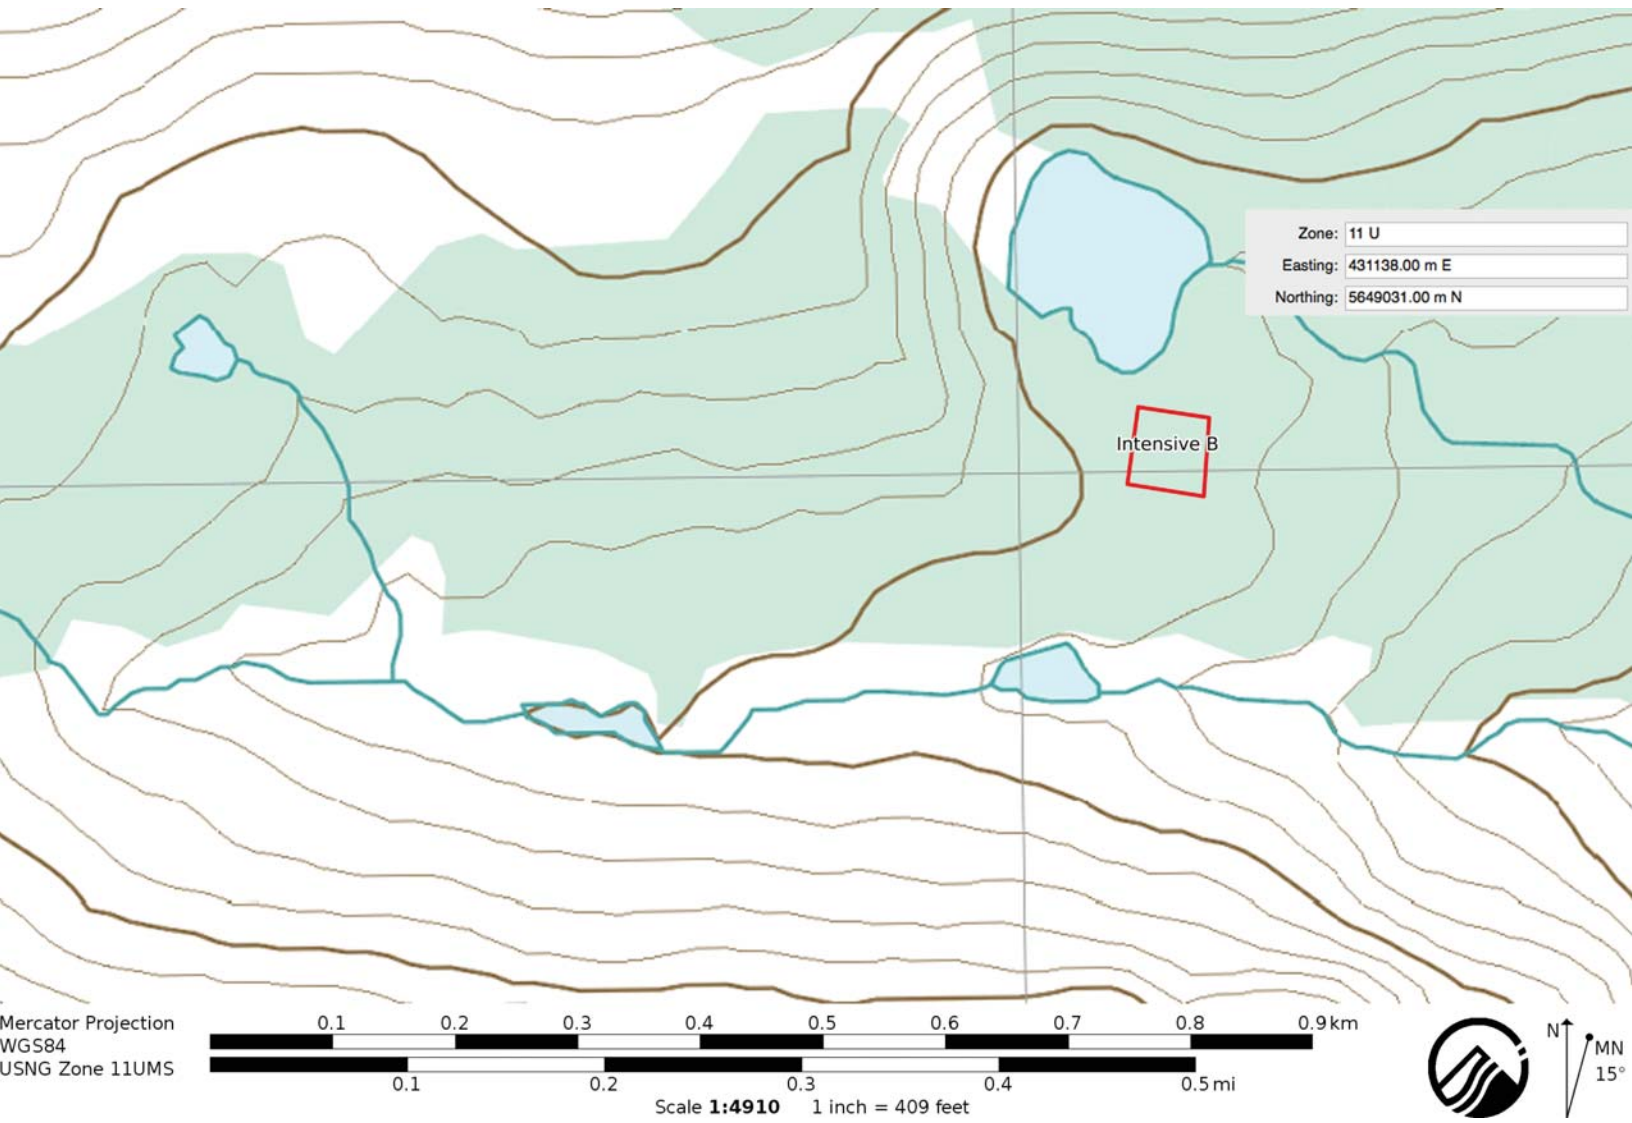 Zone: 11 U
Easting: 431138.00 m E
Northing: 5649031.00 m N
Intensive B
Mercator Projection
WGS84
USNG Zone 11UMS
0.1 0.2 0.3 0.4 0.5 0.6 0.7 0.8 0.9 km
0.1 0.2 0.3 0.4 0.5 mi
Scale 1:4910 1 inch = 409 feet
N
MN
15°